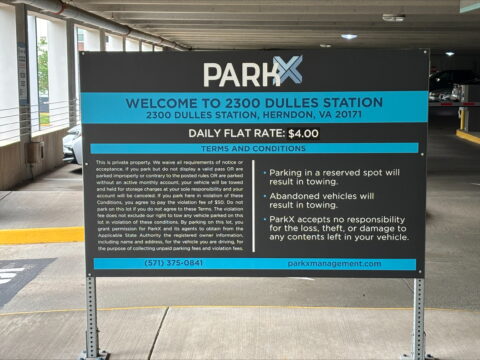 PARKX
WELCOME TO 2300 DULLES STATION
2300 DULLES STATION, HERNDON, VA 20171
DAILY FLAT RATE: $4.00
TERMS AND CONDITIONS
This is private property. We waive all requirements of notice or
acceptance. If you park but do not display a valid pass OR are
parked improperly or contrary to the posted rules OR are parked
without an active monthly account, your vehicle will be towed
and held for storage charges at your sole responsibility and your
account will be canceled. If you park here in violation of these
Conditions, you agree to pay the violation fee of $50. Do not
park on this lot if you do not agree to these Terms. The violation
fee does not exclude our right to tow any vehicle parked on this
lot in violation of these conditions. By parking on this lot, you
grant permission for ParkX and its agents to obtain from the
Applicable State Authority the registered owner information,
including name and address, for the vehicle you are driving, for
the purpose of collecting unpaid parking fees and violation fees.
• Parking in a reserved spot will
result in towing.
• Abandoned vehicles will
result in towing.
• ParkX accepts no responsibility
for the loss, theft, or damage to
any contents left in your vehicle.
(571) 375-0841
parkxmanagement.com